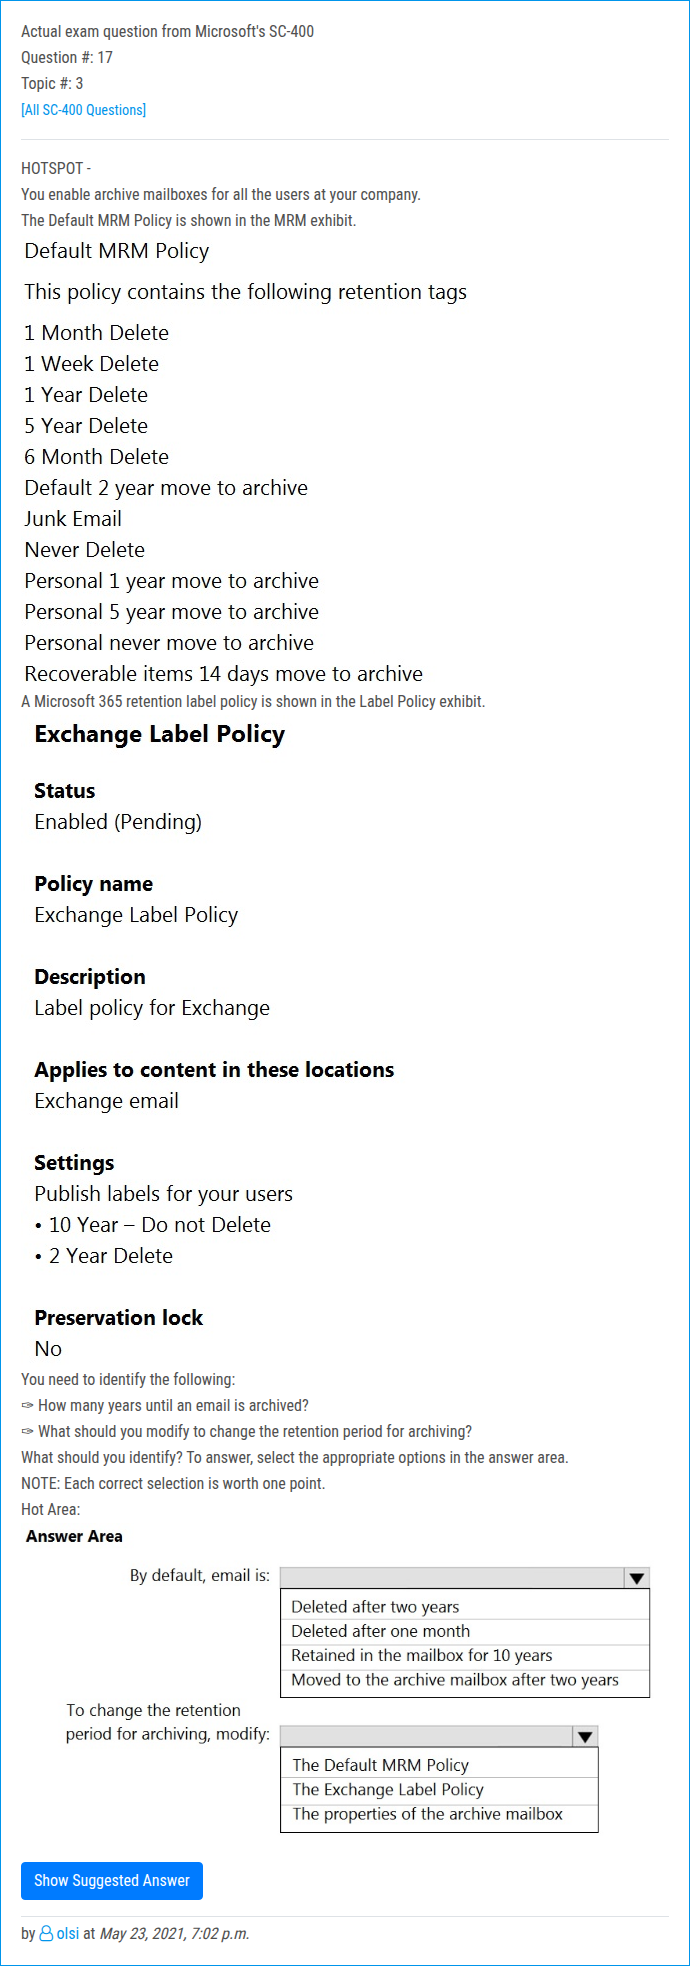 Actual exam question from Microsoft's SC-400
Question #: 17
Topic #: 3
[All SC-400 Questions]
HOTSPOT -
You enable archive mailboxes for all the users at your company.
The Default MRM Policy is shown in the MRM exhibit.
Default MRM Policy
This policy contains the following retention tags
1 Month Delete
1 Week Delete
1 Year Delete
5 Year Delete
6 Month Delete
Default 2 year move to archive
Junk Email
Never Delete
Personal 1 year move to archive
Personal 5 year move to archive
Personal never move to archive
Recoverable items 14 days move to archive
A Microsoft 365 retention label policy is shown in the Label Policy exhibit.
Exchange Label Policy
Status
Enabled (Pending)
Policy name
Exchange Label Policy
Description
Label policy for Exchange
Applies to content in these locations
Exchange email
Settings
Publish labels for your users
• 10 Year – Do not Delete
• 2 Year Delete
Preservation lock
No
You need to identify the following:
✑ How many years until an email is archived?
✑ What should you modify to change the retention period for archiving?
What should you identify? To answer, select the appropriate options in the answer area.
NOTE: Each correct selection is worth one point.
Hot Area:
Answer Area
By default, email is:
Deleted after two years
Deleted after one month
Retained in the mailbox for 10 years
Moved to the archive mailbox after two years
To change the retention
period for archiving, modify:
The Default MRM Policy
The Exchange Label Policy
The properties of the archive mailbox
Show Suggested Answer
by olsi at May 23, 2021, 7:02 p.m.